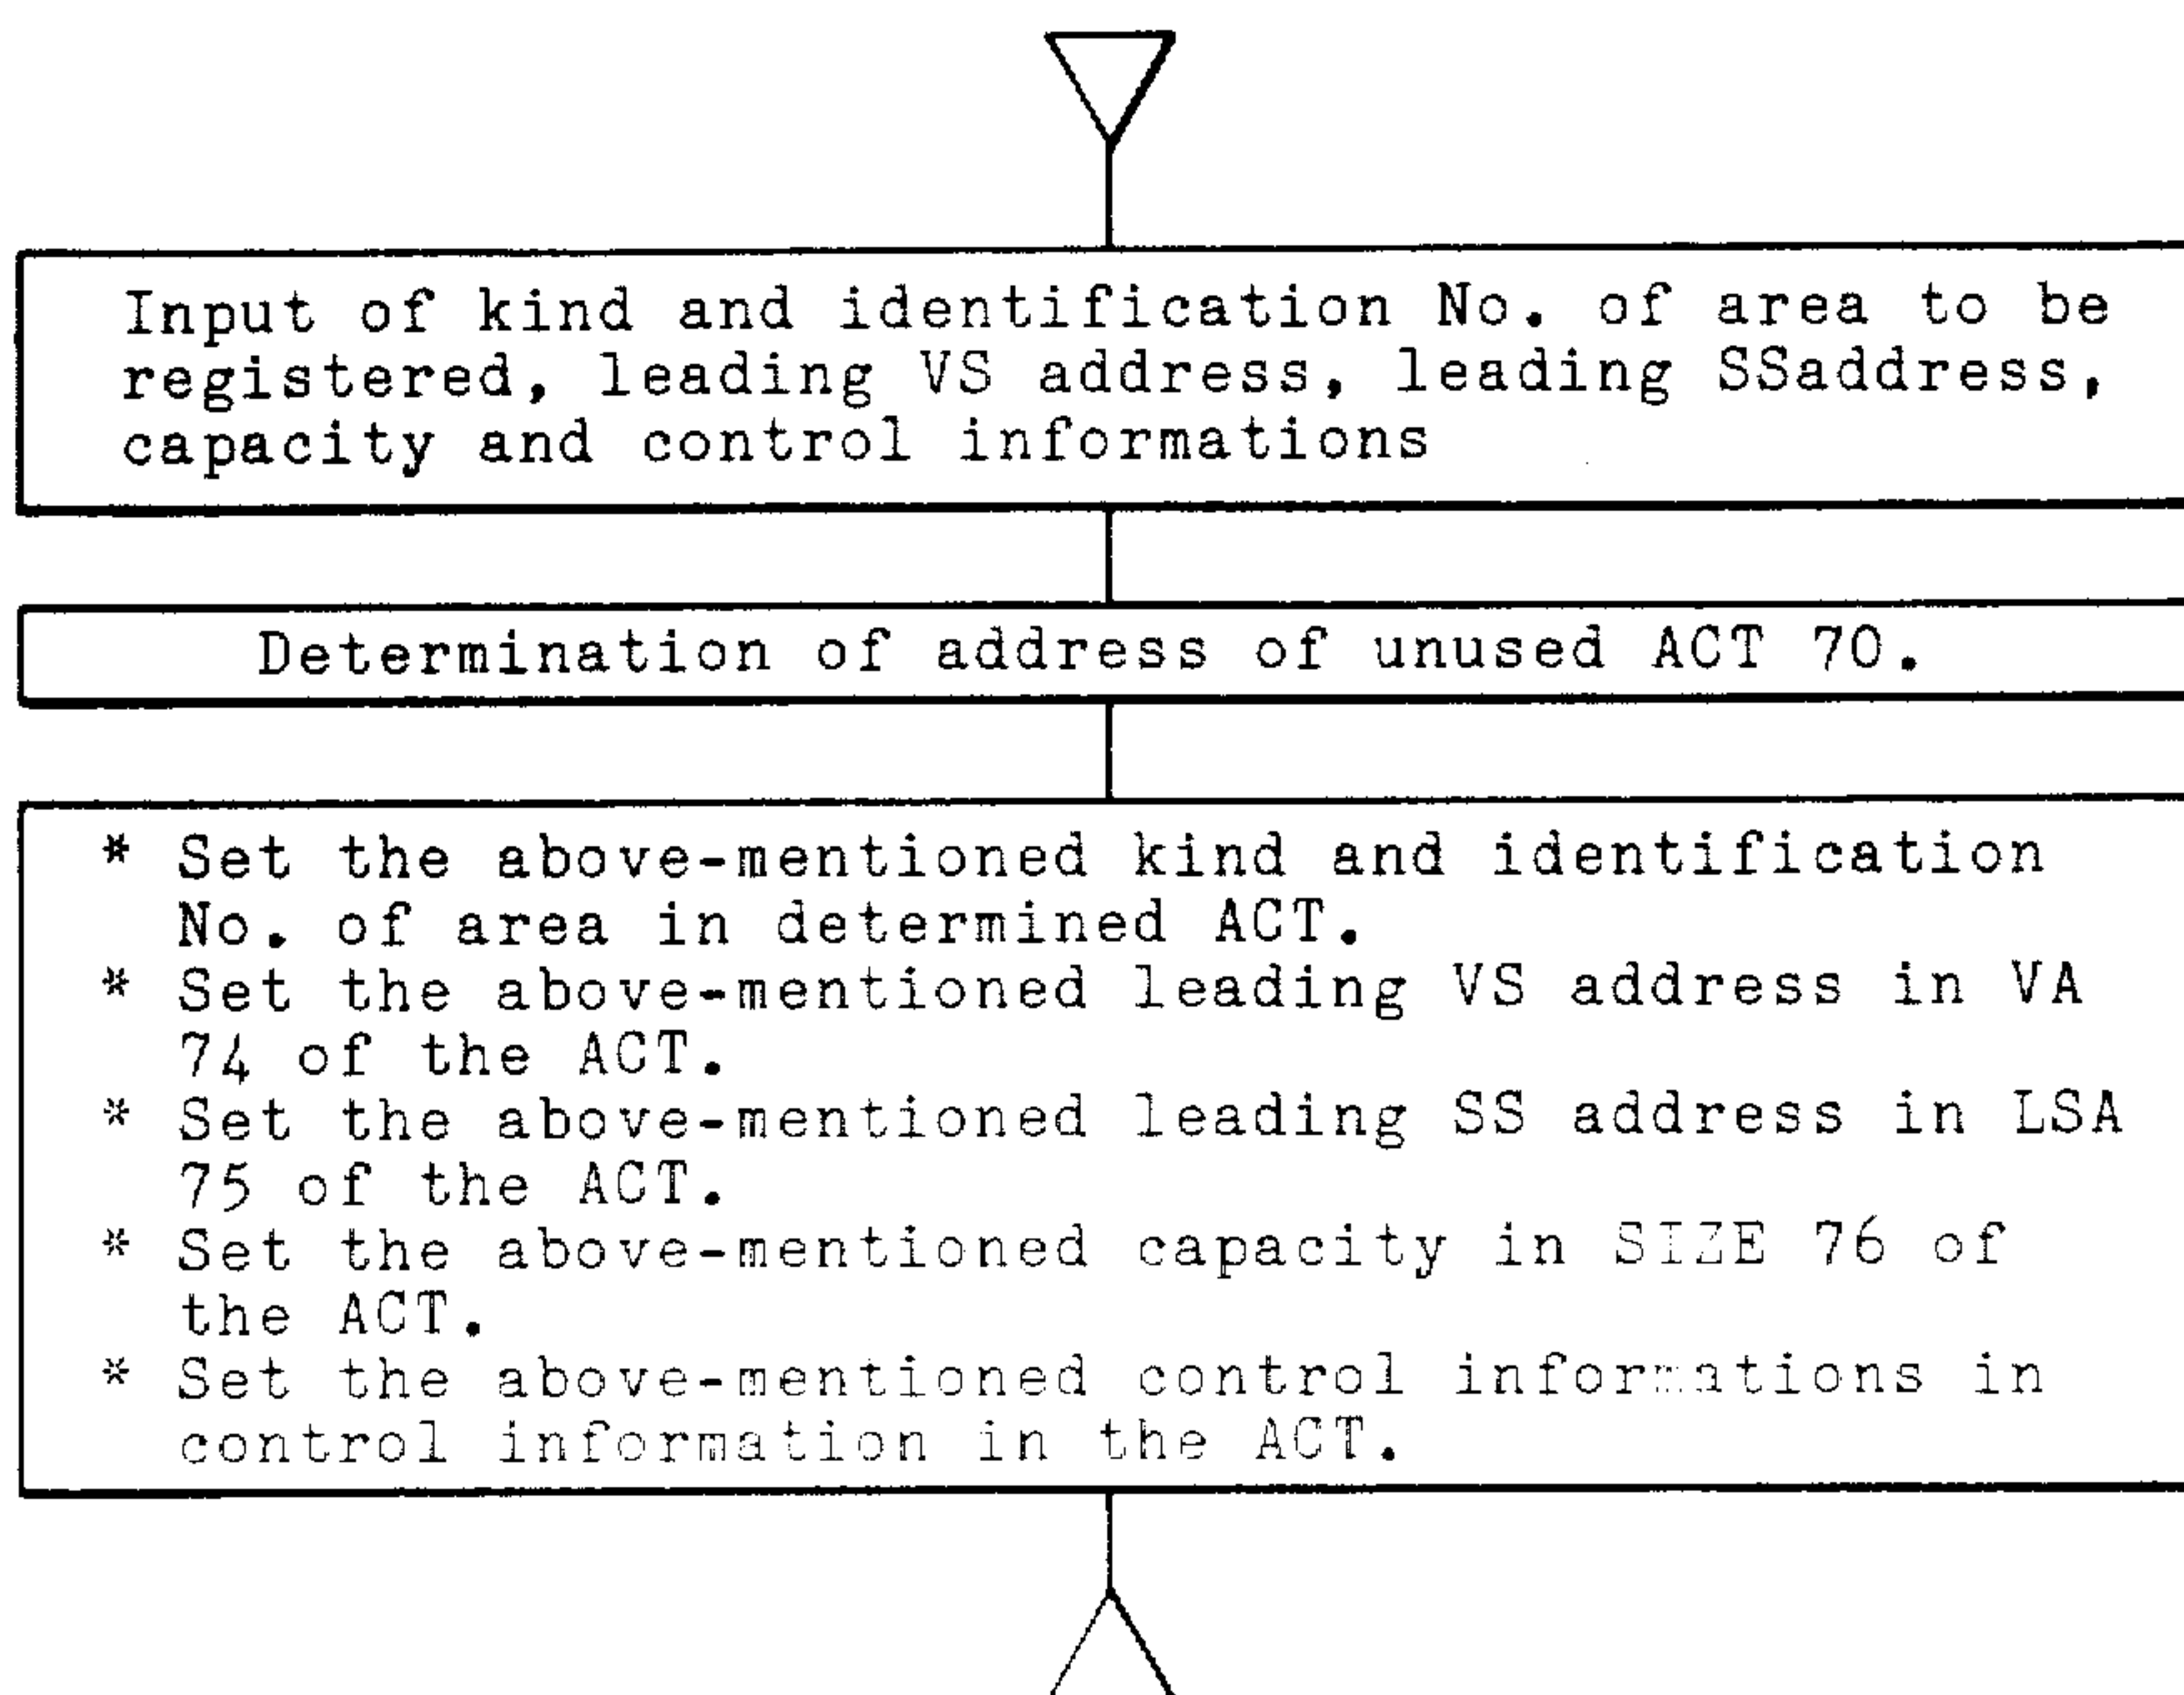 Input of kind and identification No. of area to be
registered, leading VS address, leading SSaddress,
capacity and control informations
Determination of address of unused ACT 70.
* Set the above-mentioned kind and identification
No. of area in determined ACT.
* Set the above-mentioned leading VS address in VA
74 of the ACT.
* Set the above-mentioned leading SS address in LSA
75 of the ACT.
* Set the above-mentioned capacity in SIZE 76 of
the ACT.
* Set the above-mentioned control informations in
control information in the ACT.